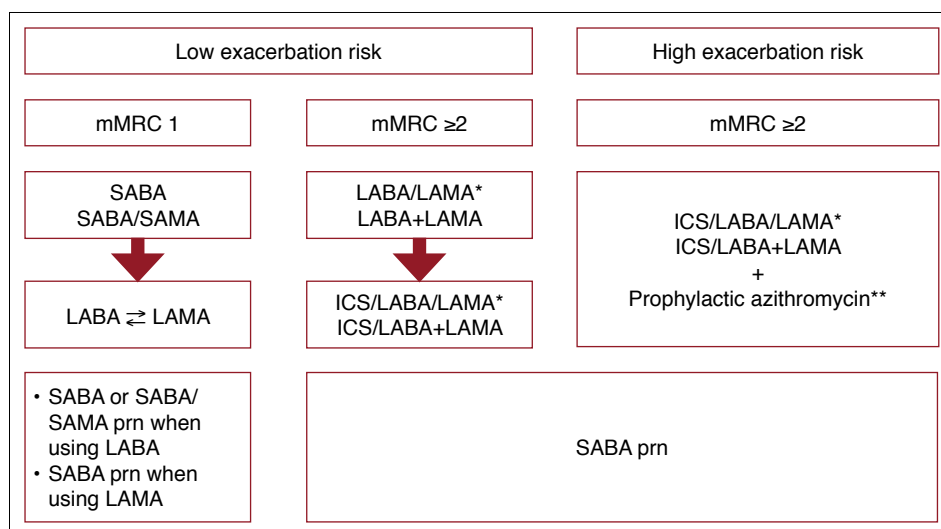 Low exacerbation risk
High exacerbation risk
mMRC 1
mMRC ≥2
mMRC ≥2
SABA
SABA/SAMA
LABA/LAMA*
LABA+LAMA
ICS/LABA/LAMA*
ICS/LABA+LAMA
+
Prophylactic azithromycin**
LABA ⇄ LAMA
ICS/LABA/LAMA*
ICS/LABA+LAMA
• SABA or SABA/
SAMA prn when
using LABA
• SABA prn when
using LAMA
SABA prn